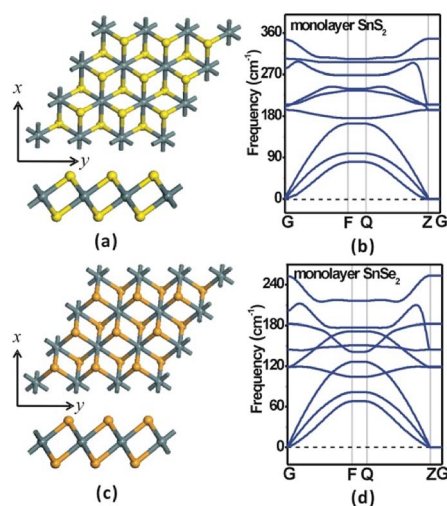 (a)
x
y
(b)
monolayer SnS2
Frequency (cm-1)
360
270
180
90
0
G F Q Z G
(c)
x
y
(d)
monolayer SnSe2
Frequency (cm-1)
240
180
120
60
0
G F Q Z G